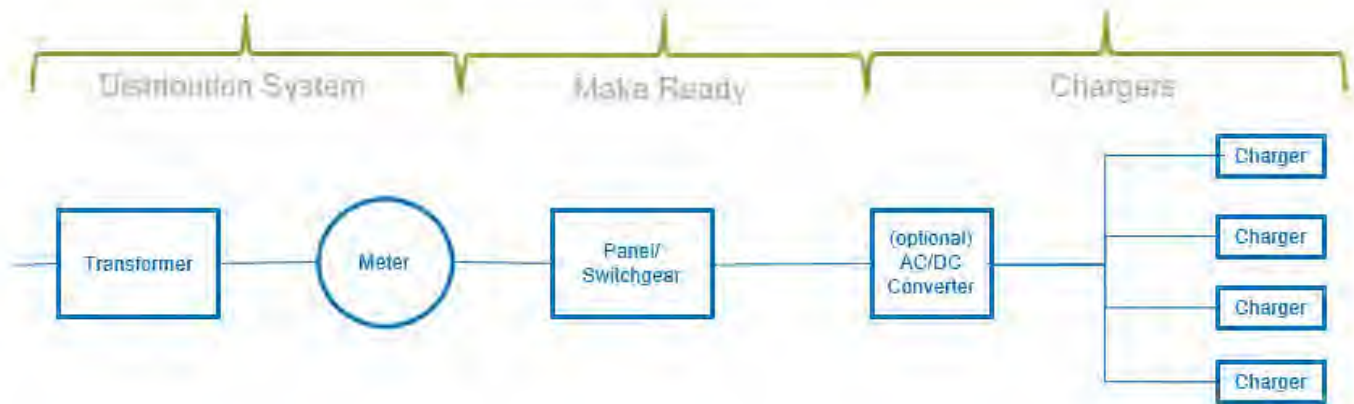 Distribution System
Make Ready
Chargers
Transformer
Meter
Panel/
Switchgear
(optional)
AC/DC
Converter
Charger
Charger
Charger
Charger